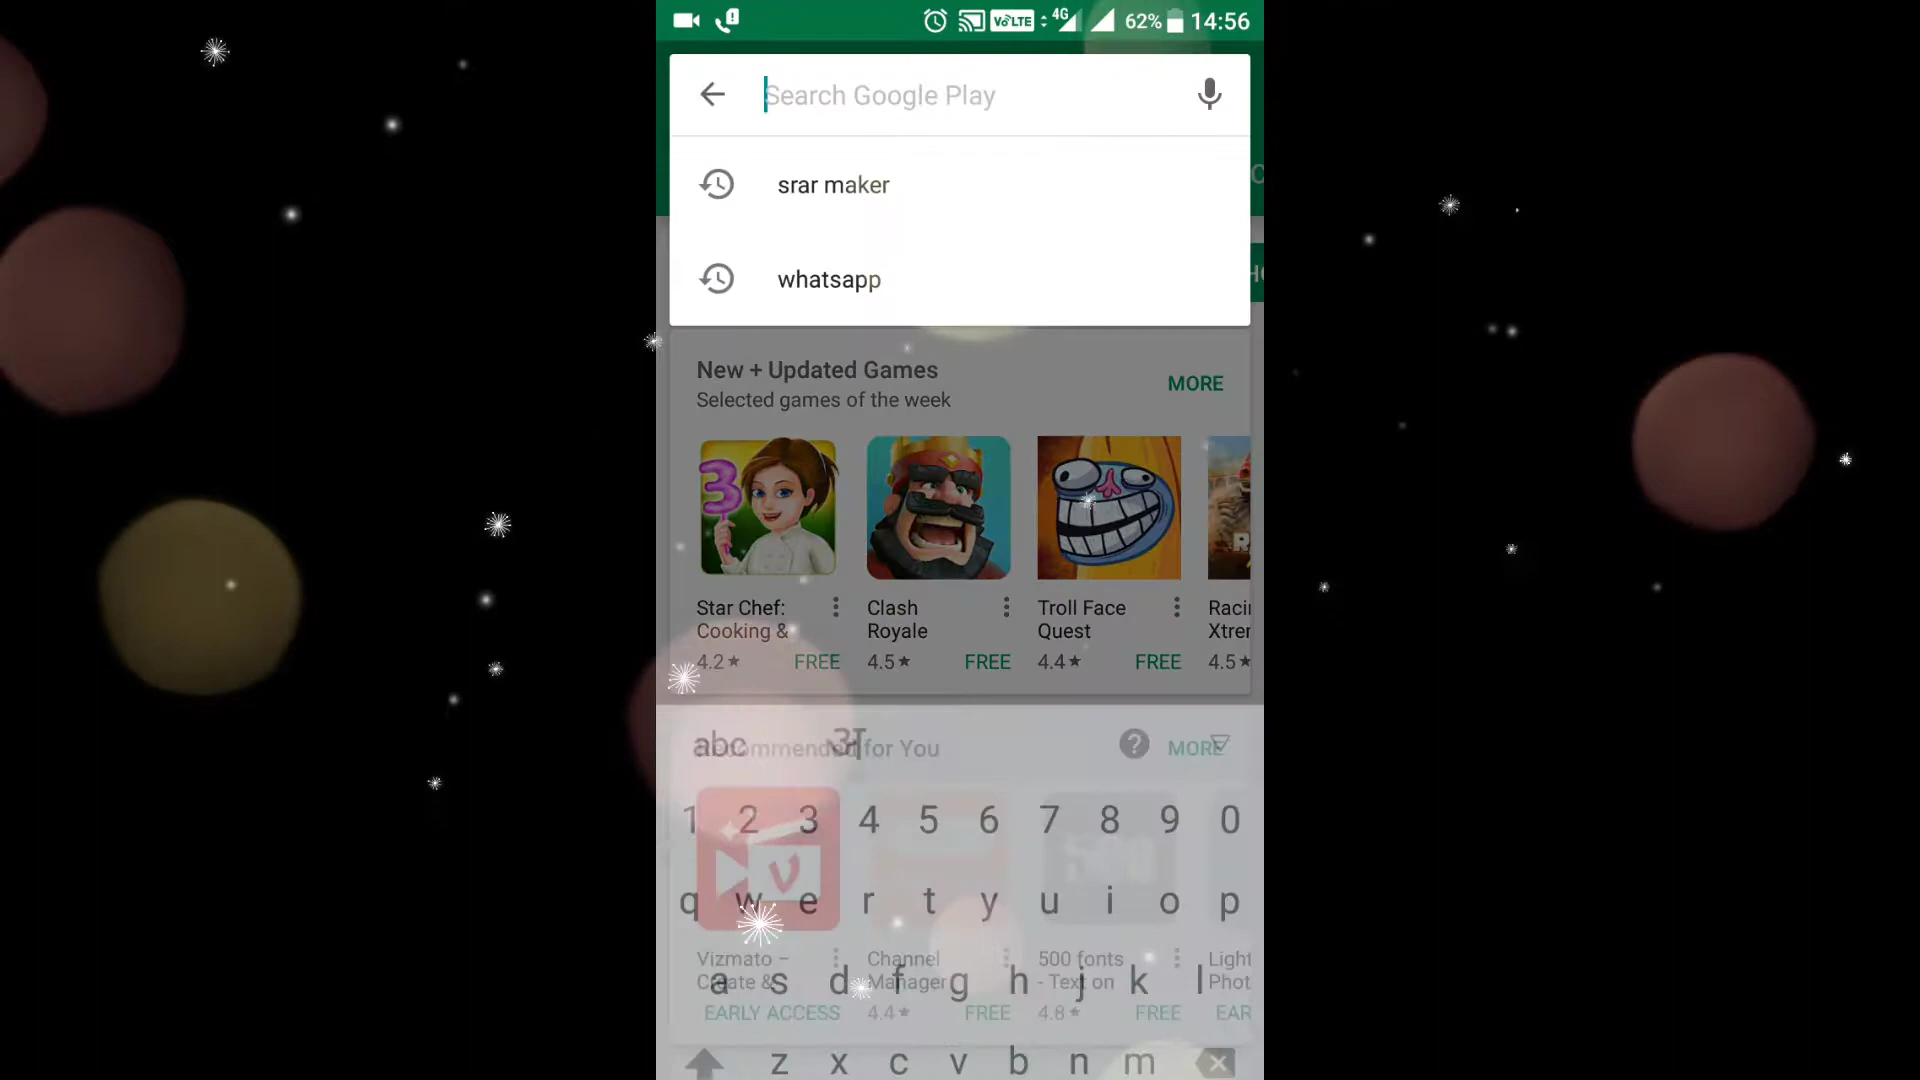 VoLTE 4G 62% 14:56
Search Google Play
srar maker
whatsapp
New + Updated Games
MORE
Selected games of the week
Star Chef: Cooking &
4.2★ FREE
Clash Royale
4.5★ FREE
Troll Face Quest
4.4★ FREE
Racin
Xtrem
4.5★
abc अ
Recommended for You MORE
1 2 3 4 5 6 7 8 9 0
q w e r t y u i o p
Vizmato – Create &
EARLY ACCESS
Channel Manager
4.4★ FREE
500 fonts - Text on
4.8★ FREE
Light
Phot
EAR
a s d f g h j k l
z x c v b n m